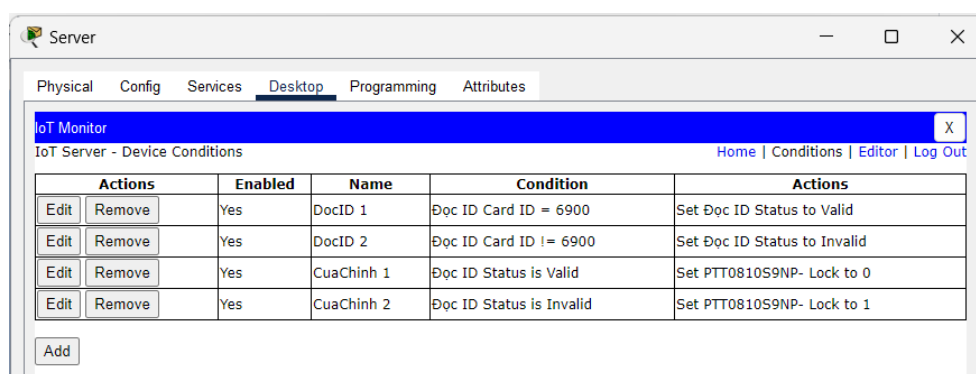 Server
Physical Config Services Desktop Programming Attributes
IoT Monitor X
IoT Server - Device Conditions Home | Conditions | Editor | Log Out
Actions Enabled Name Condition Actions
Edit Remove Yes DocID 1 Đọc ID Card ID = 6900 Set Đọc ID Status to Valid
Edit Remove Yes DocID 2 Đọc ID Card ID != 6900 Set Đọc ID Status to Invalid
Edit Remove Yes CuaChinh 1 Đọc ID Status is Valid Set PTT0810S9NP- Lock to 0
Edit Remove Yes CuaChinh 2 Đọc ID Status is Invalid Set PTT0810S9NP- Lock to 1
Add